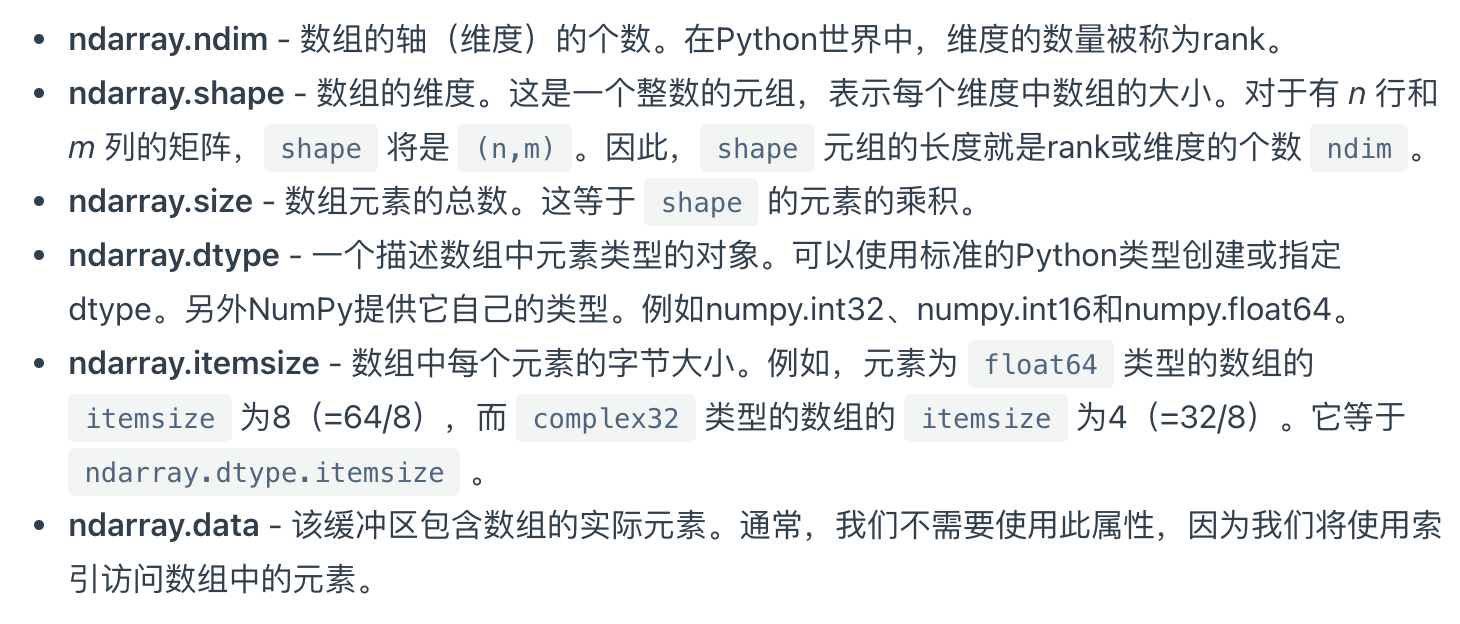 • ndarray.ndim - 数组的轴（维度）的个数。在Python世界中，维度的数量被称为rank。
• ndarray.shape - 数组的维度。这是一个整数的元组，表示每个维度中数组的大小。对于有 n 行和
m 列的矩阵， shape 将是 (n,m) 。因此， shape 元组的长度就是rank或维度的个数 ndim 。
• ndarray.size - 数组元素的总数。这等于 shape 的元素的乘积。
• ndarray.dtype - 一个描述数组中元素类型的对象。可以使用标准的Python类型创建或指定
dtype。另外NumPy提供它自己的类型。例如numpy.int32、numpy.int16和numpy.float64。
• ndarray.itemsize - 数组中每个元素的字节大小。例如，元素为 float64 类型的数组的
itemsize 为8（=64/8），而 complex32 类型的数组的 itemsize 为4（=32/8）。它等于
ndarray.dtype.itemsize 。
• ndarray.data - 该缓冲区包含数组的实际元素。通常，我们不需要使用此属性，因为我们将使用索
引访问数组中的元素。